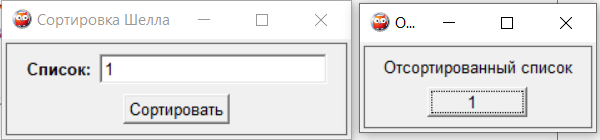 Сортировка Шелла
Список: 1
Сортировать
О...
Отсортированный список
1